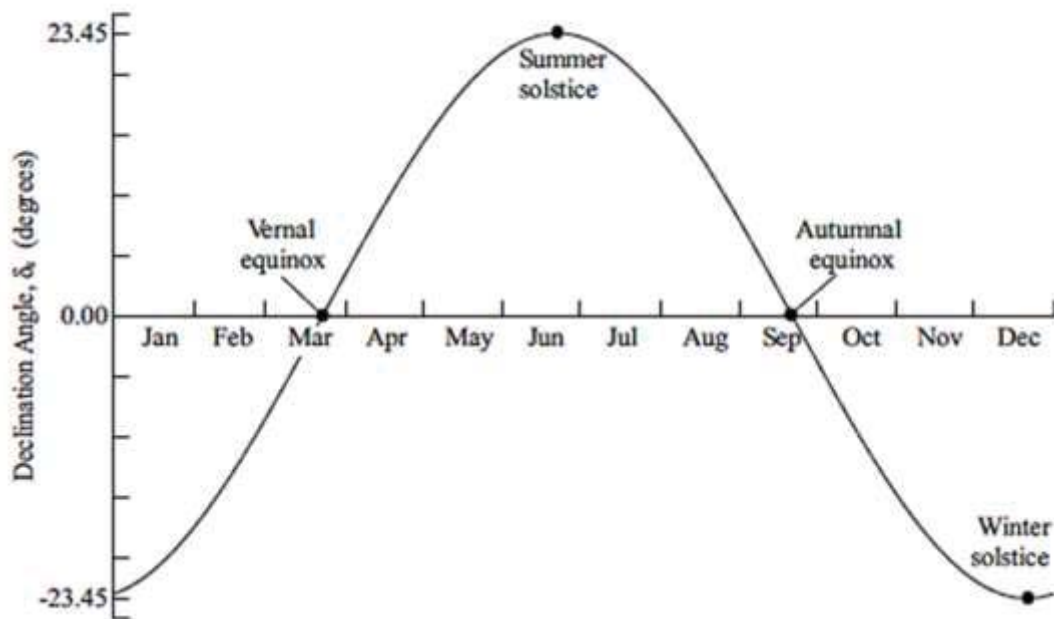 23.45
Summer
solstice
Vernal
equinox
Autumnal
equinox
Declination Angle, δₛ (degrees)
0.00
Jan Feb Mar Apr May Jun Jul Aug Sep Oct Nov Dec
Winter
solstice
-23.45